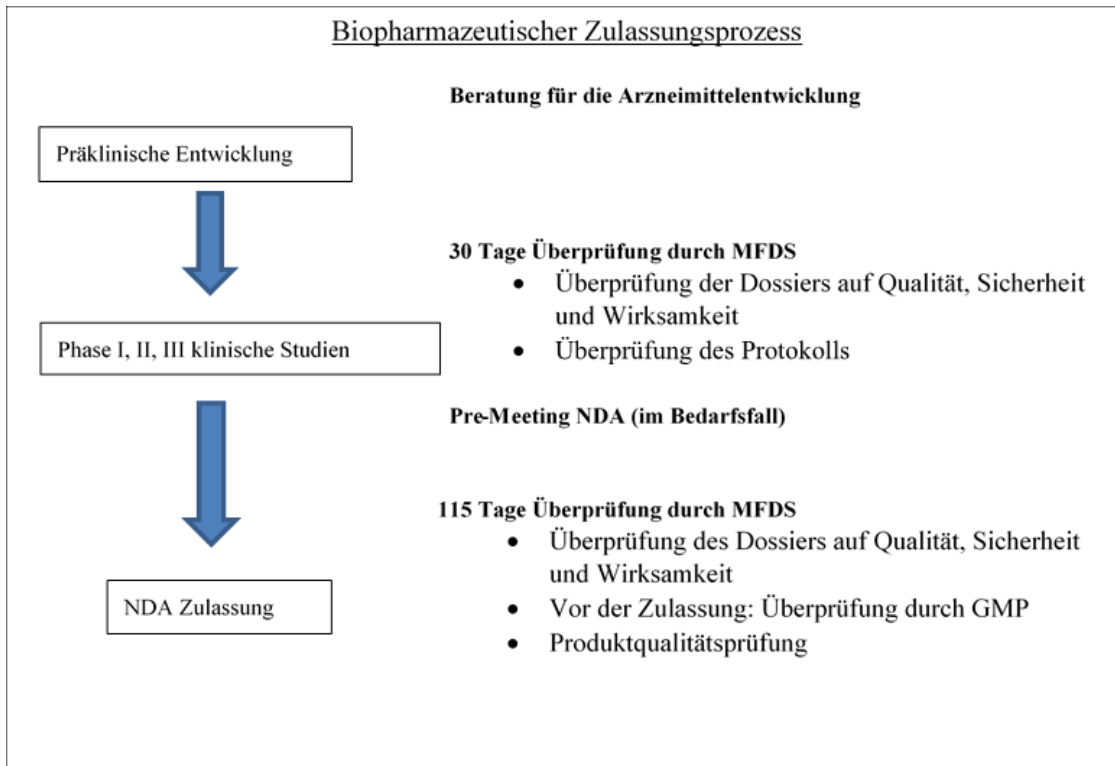 Biopharmazeutischer Zulassungsprozess
Beratung für die Arzneimittelentwicklung
Präklinische Entwicklung
30 Tage Überprüfung durch MFDS
• Überprüfung der Dossiers auf Qualität, Sicherheit
und Wirksamkeit
• Überprüfung des Protokolls
Phase I, II, III klinische Studien
Pre-Meeting NDA (im Bedarfsfall)
115 Tage Überprüfung durch MFDS
• Überprüfung des Dossiers auf Qualität, Sicherheit
und Wirksamkeit
• Vor der Zulassung: Überprüfung durch GMP
• Produktqualitätsprüfung
NDA Zulassung